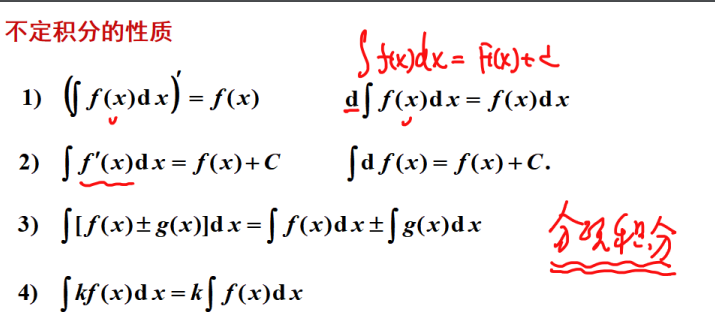 不定积分的性质
∫f(x)dx = F(x)+C
1) (∫f(x)dx)′ = f(x) d∫f(x)dx = f(x)dx
2) ∫f′(x)dx = f(x)+C ∫df(x) = f(x)+C.
3) ∫[f(x)±g(x)]dx = ∫f(x)dx±∫g(x)dx
分项积分
4) ∫kf(x)dx = k∫f(x)dx